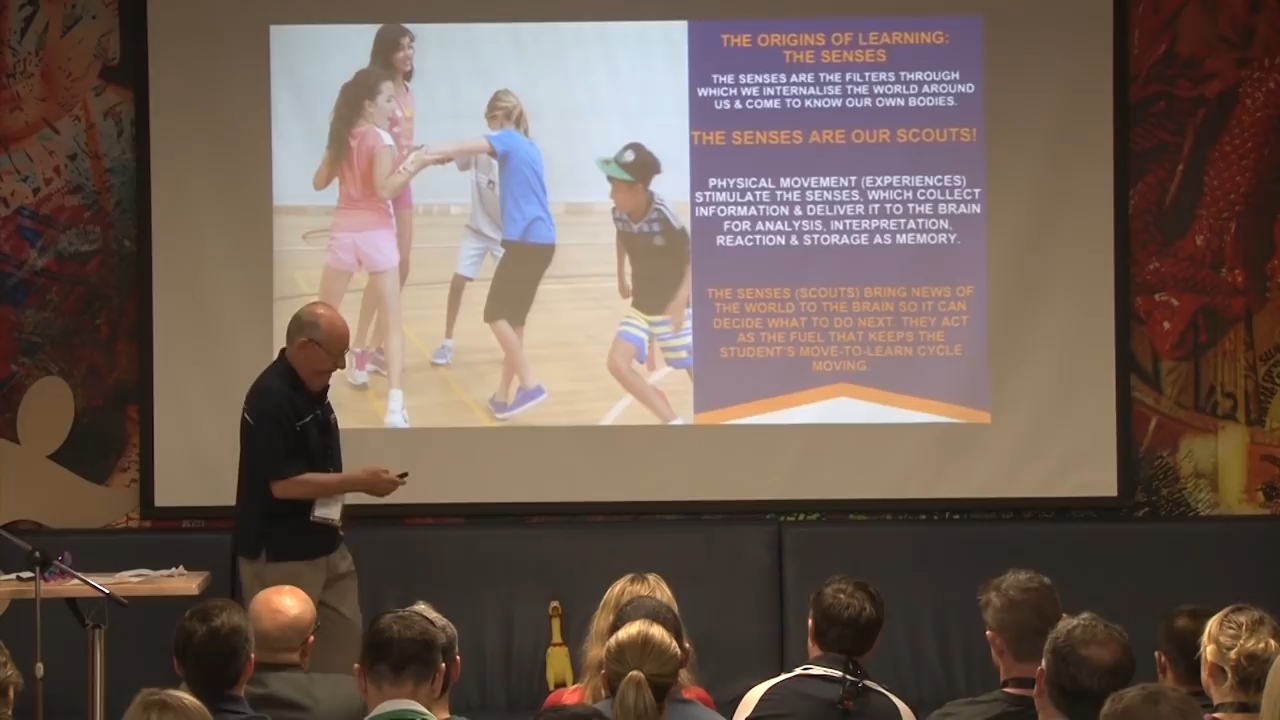 THE ORIGINS OF LEARNING:
THE SENSES
THE SENSES ARE THE FILTERS THROUGH
WHICH WE INTERNALISE THE WORLD AROUND
US & COME TO KNOW OUR OWN BODIES.
THE SENSES ARE OUR SCOUTS!
PHYSICAL MOVEMENT (EXPERIENCES)
STIMULATE THE SENSES, WHICH COLLECT
INFORMATION & DELIVER IT TO THE BRAIN
FOR ANALYSIS, INTERPRETATION,
REACTION & STORAGE AS MEMORY.
THE SENSES (SCOUTS) BRING NEWS OF
THE WORLD TO THE BRAIN SO IT CAN
DECIDE WHAT TO DO NEXT. THEY ACT
AS THE FUEL THAT KEEPS THE
STUDENT'S MOVE-TO-LEARN CYCLE
MOVING.